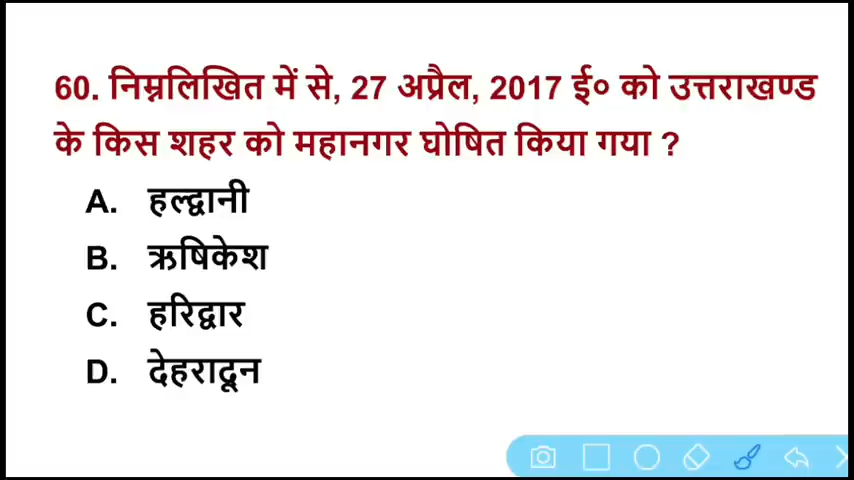 60. निम्नलिखित में से, 27 अप्रैल, 2017 ई० को उत्तराखण्ड
के किस शहर को महानगर घोषित किया गया ?
A. हल्द्वानी
B. ऋषिकेश
C. हरिद्वार
D. देहरादून